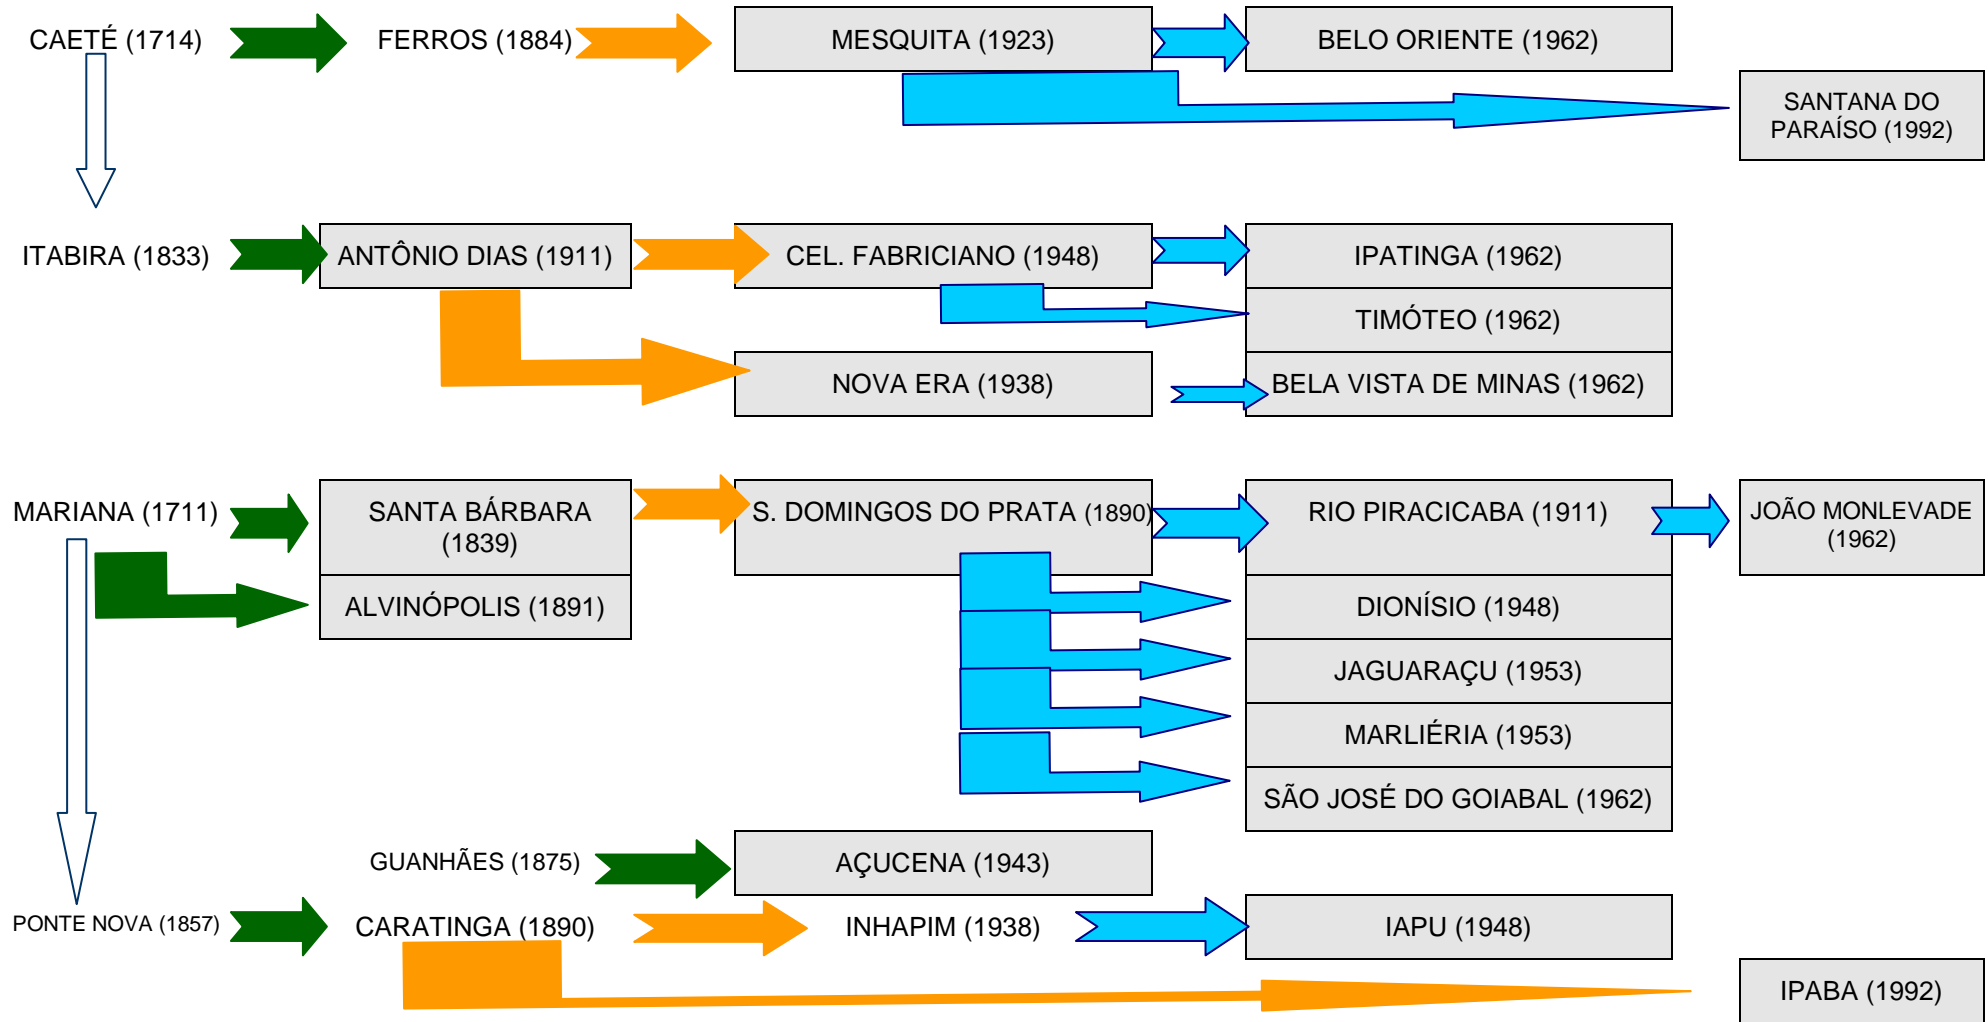 CAETÉ (1714)
FERROS (1884)
MESQUITA (1923)
BELO ORIENTE (1962)
SANTANA DO
PARAÍSO (1992)
ITABIRA (1833)
ANTÔNIO DIAS (1911)
CEL. FABRICIANO (1948)
IPATINGA (1962)
TIMÓTEO (1962)
NOVA ERA (1938)
BELA VISTA DE MINAS (1962)
MARIANA (1711)
SANTA BÁRBARA
(1839)
S. DOMINGOS DO PRATA (1890)
RIO PIRACICABA (1911)
JOÃO MONLEVADE
(1962)
ALVINÓPOLIS (1891)
DIONÍSIO (1948)
JAGUARAÇU (1953)
MARLIÉRIA (1953)
SÃO JOSÉ DO GOIABAL (1962)
GUANHÃES (1875)
AÇUCENA (1943)
PONTE NOVA (1857)
CARATINGA (1890)
INHAPIM (1938)
IAPU (1948)
IPABA (1992)